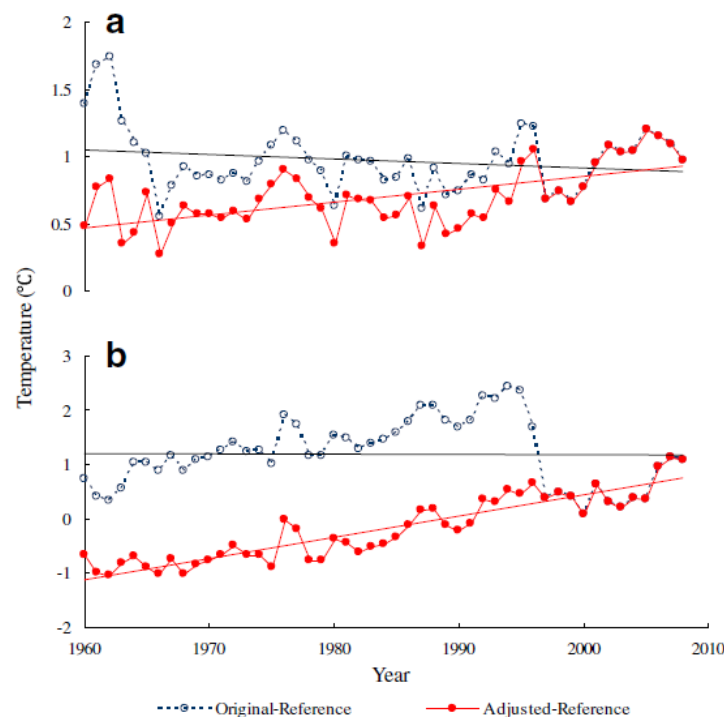 a
2
1.5
1
0.5
0
Temperature (℃)
b
3
2
1
0
-1
-2
1960 1970 1980 1990 2000 2010
Year
Original-Reference Adjusted-Reference